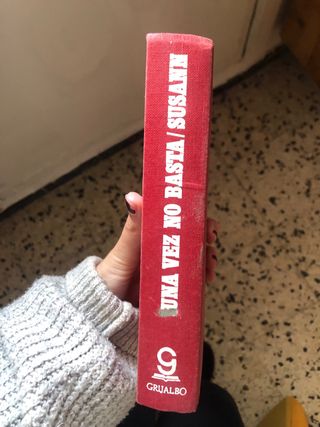 UNA VEZ NO BASTA/SUSANN
GRIJALBO